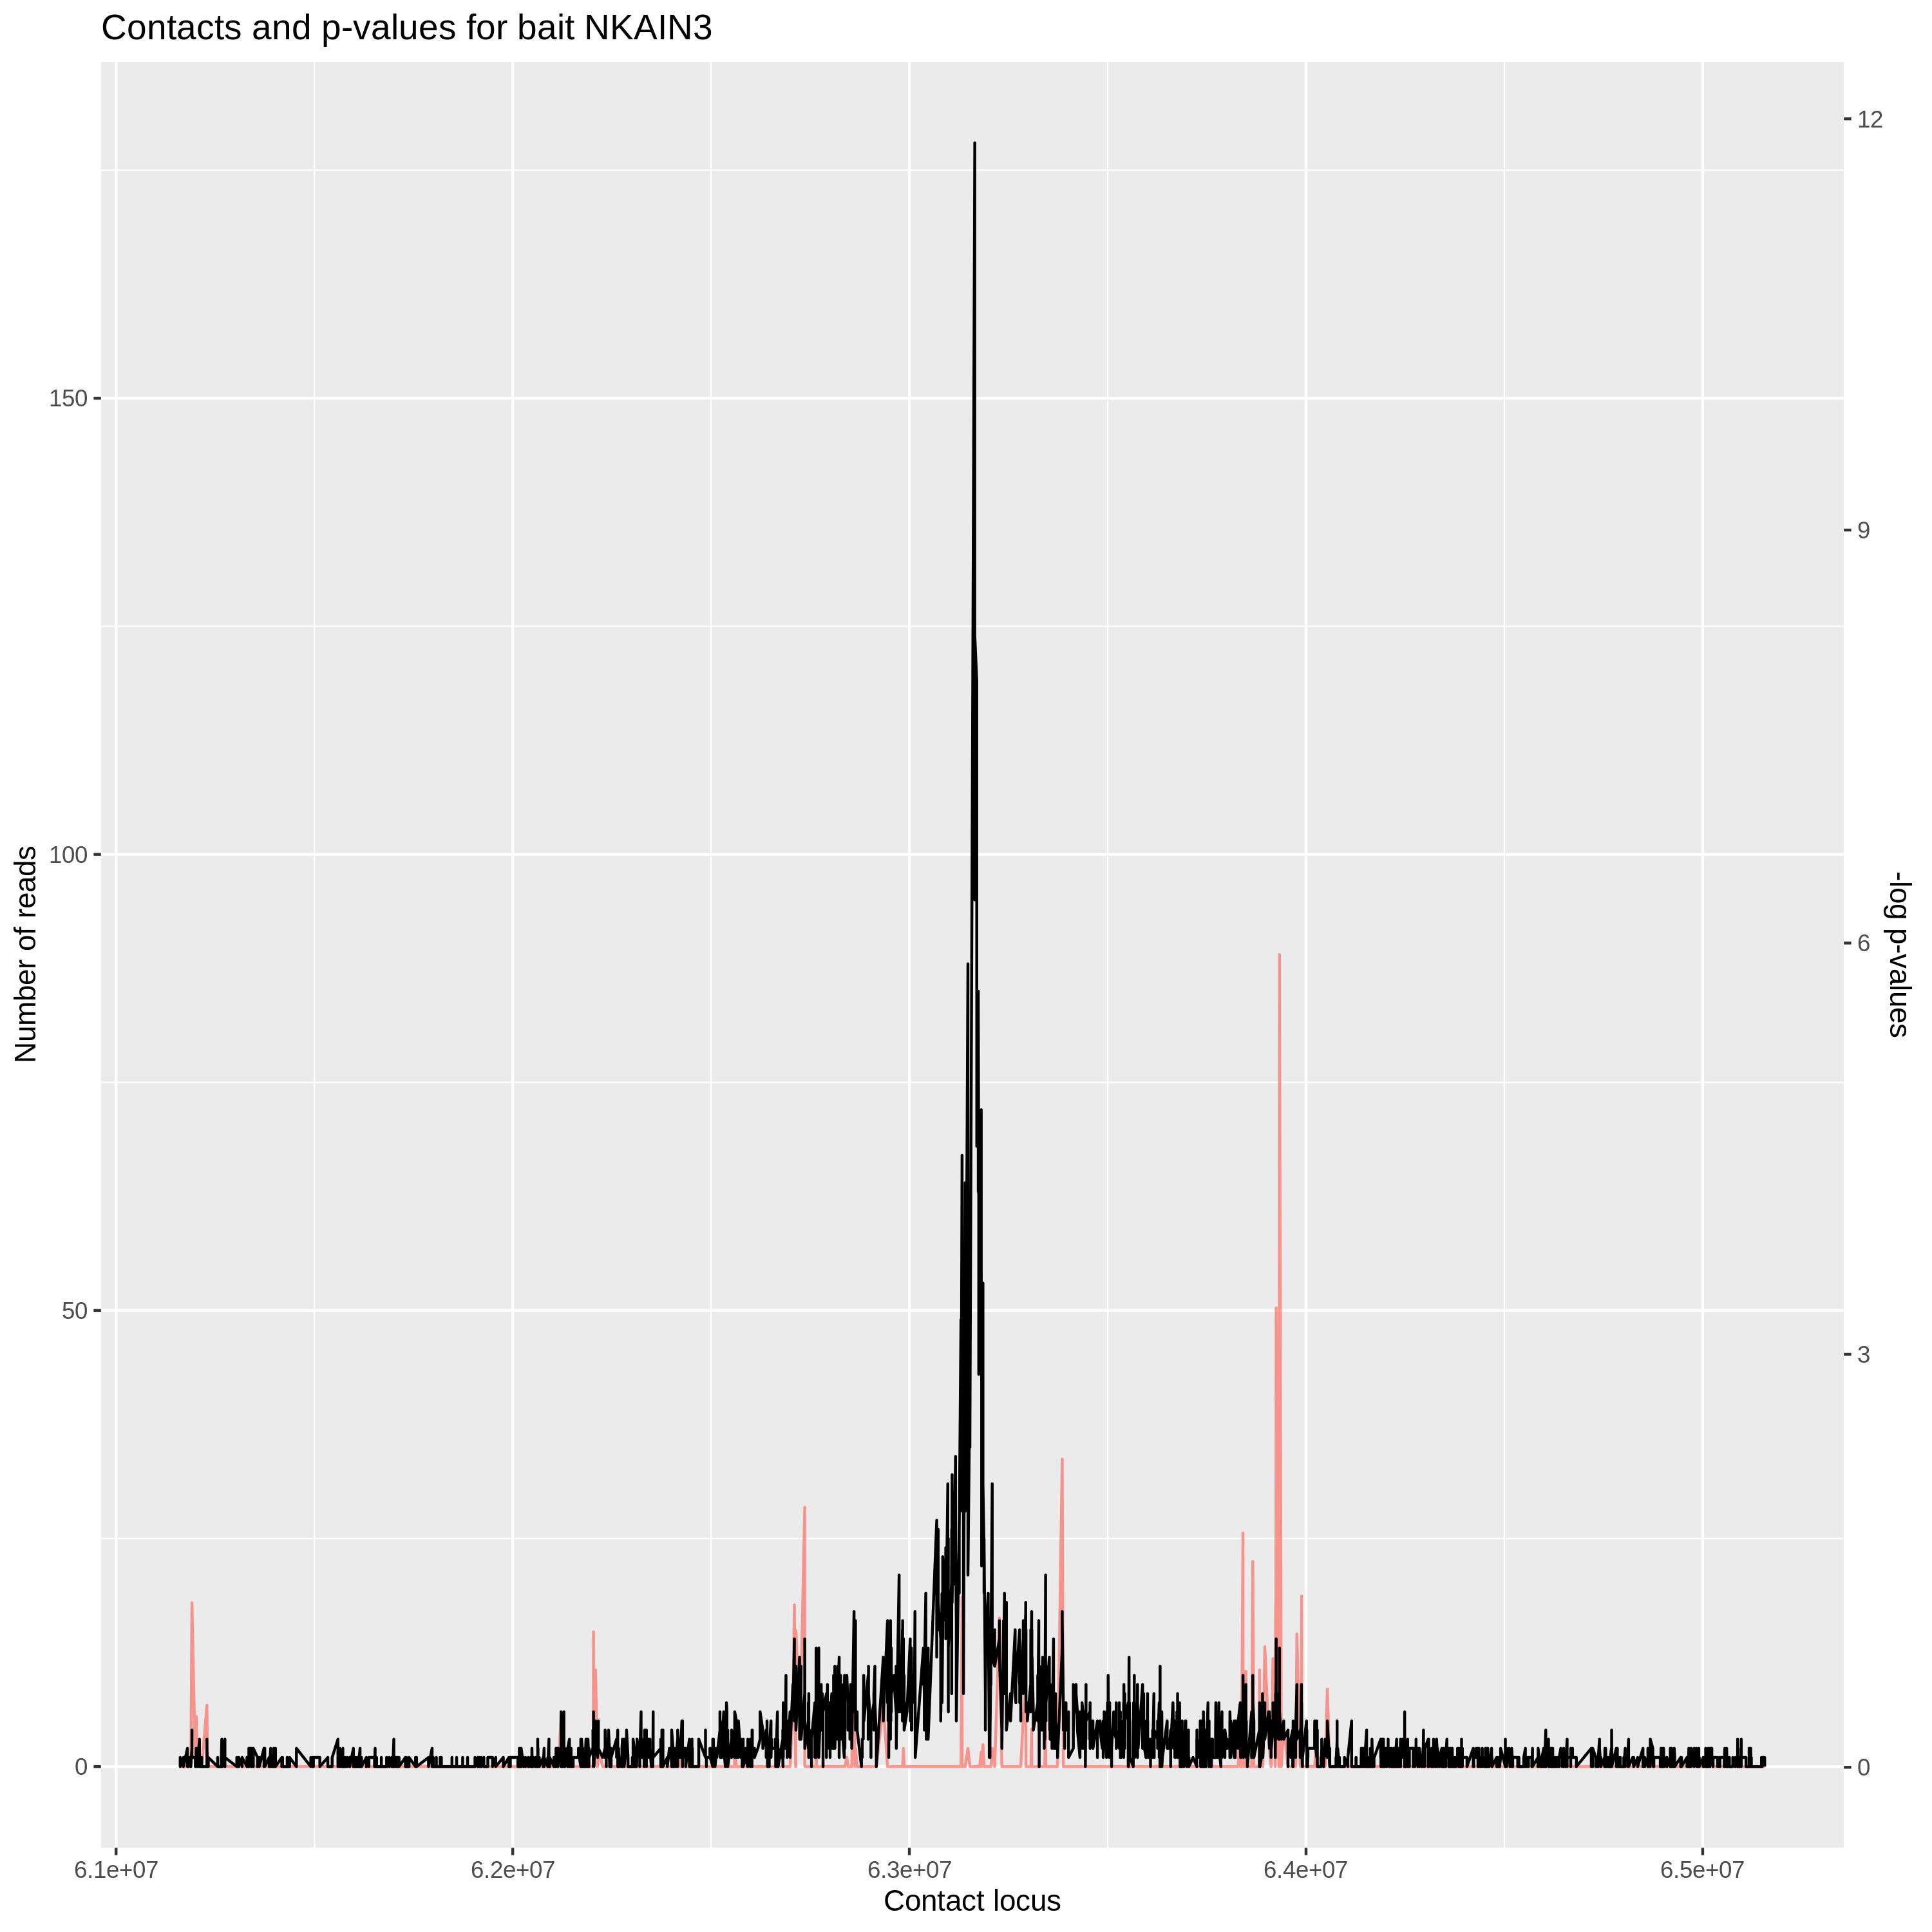 Contacts and p-values for bait NKAIN3
12
150
9
100
6
50
3
0
0
Number of reads
-log p-values
6.1e+07
6.2e+07
6.3e+07
6.4e+07
6.5e+07
Contact locus